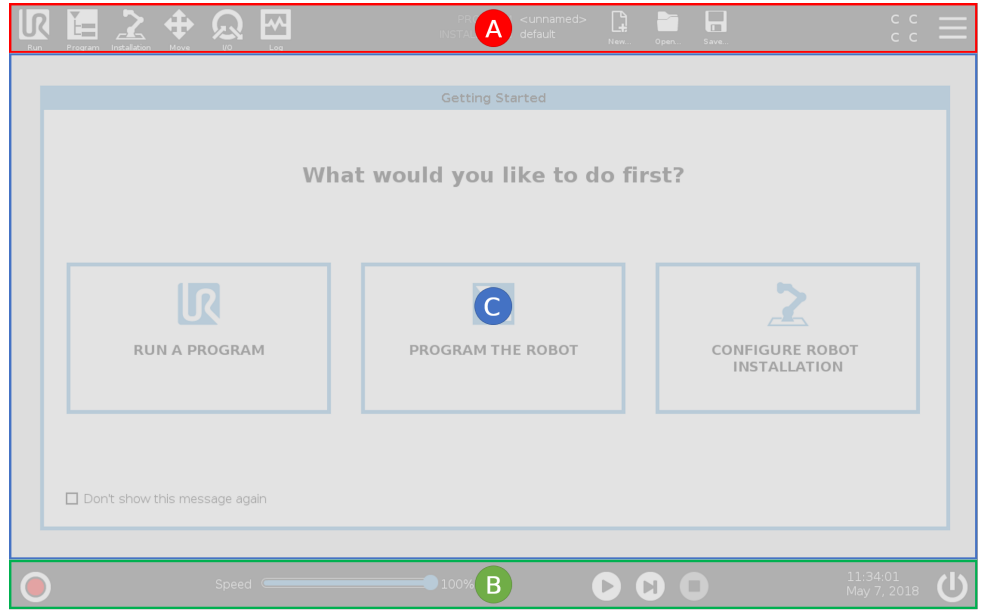 PRO <unnamed>
INSTAL default
A
C C
C C
Run Program Installation Move I/O Log New... Open... Save...
Getting Started
What would you like to do first?
C
RUN A PROGRAM
PROGRAM THE ROBOT
CONFIGURE ROBOT
INSTALLATION
Don't show this message again
Speed 100%
B
11:34:01
May 7, 2018